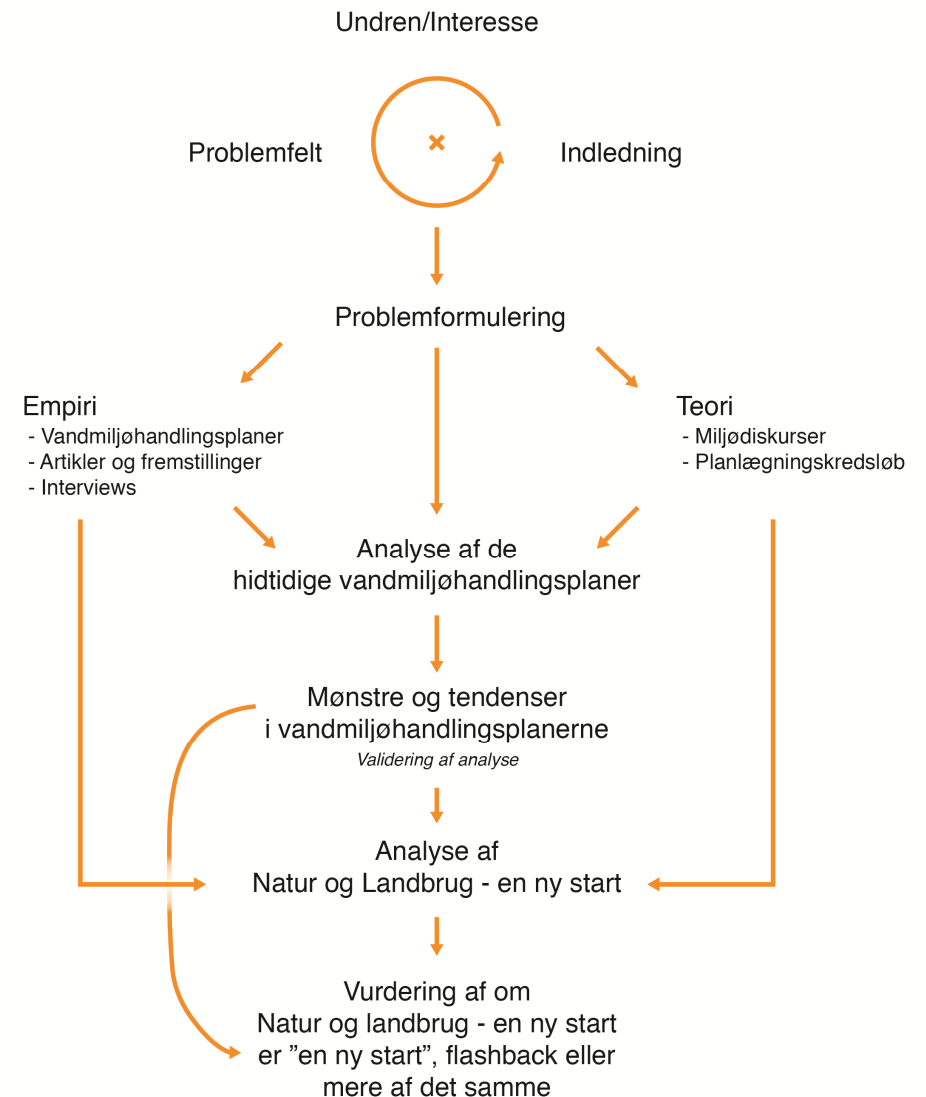 Undren/Interesse
Problemfelt
Indledning
Problemformulering
Empiri
- Vandmiljøhandlingsplaner
- Artikler og fremstillinger
- Interviews
Teori
- Miljødiskurser
- Planlægningskredsløb
Analyse af de
hidtidige vandmiljøhandlingsplaner
Mønstre og tendenser
i vandmiljøhandlingsplanerne
Validering af analyse
Analyse af
Natur og Landbrug - en ny start
Vurdering af om
Natur og landbrug - en ny start
er ”en ny start”, flashback eller
mere af det samme